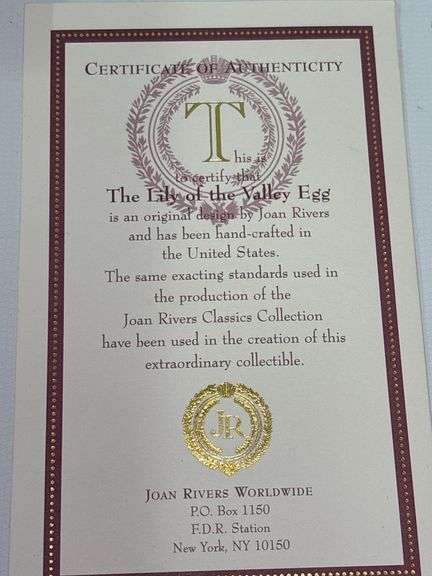 CERTIFICATE OF AUTHENTICITY
This is
to certify that
The Lily of the Valley Egg
is an original design by Joan Rivers
and has been hand-crafted in
the United States.
The same exacting standards used in
the production of the
Joan Rivers Classics Collection
have been used in the creation of this
extraordinary collectible.
JR
JOAN RIVERS WORLDWIDE
P.O. Box 1150
F.D.R. Station
New York, NY 10150